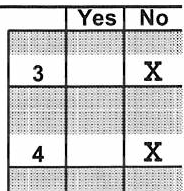 Yes No
3 X
4 X